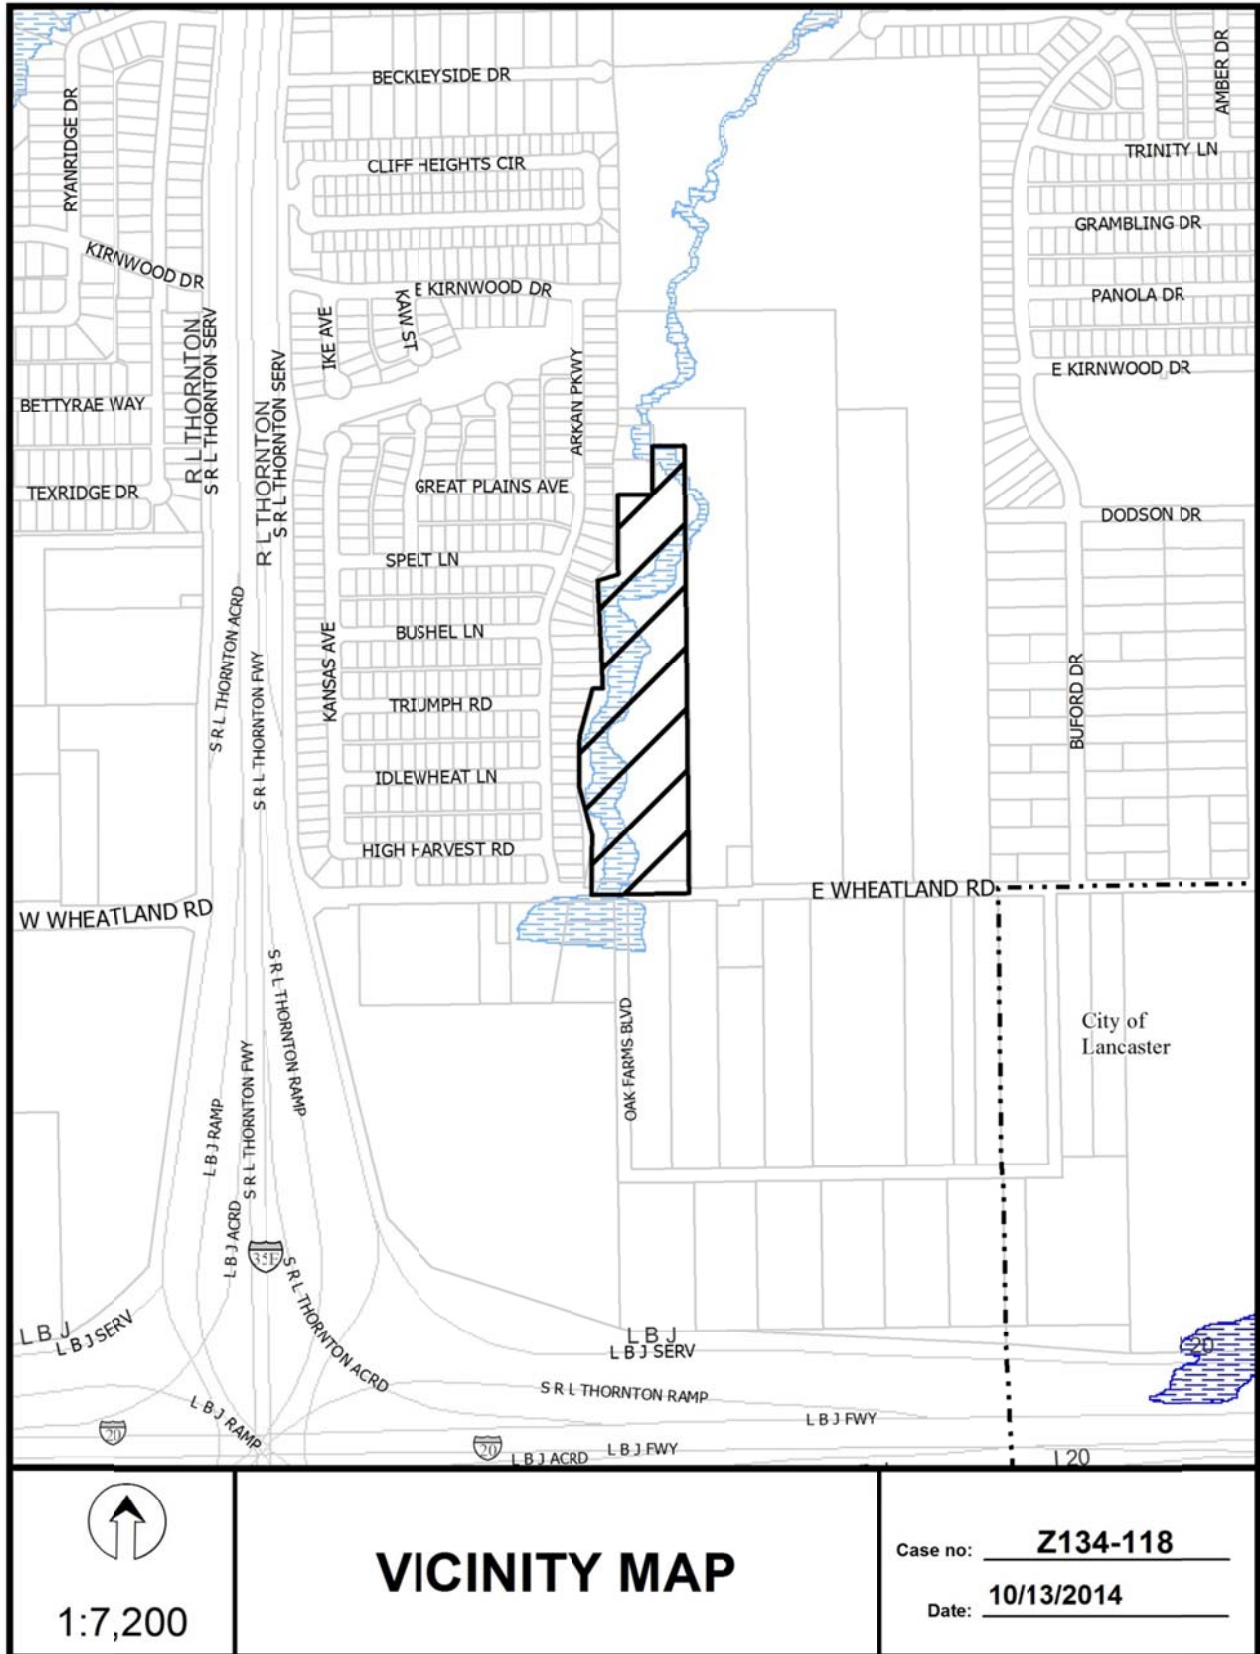 BECKLEYSIDE DR
AMBER DR
RYANRIDGE DR
TRINITY LN
CLIFF HEIGHTS CIR
GRAMBLING DR
KIRNWOOD DR
E KIRNWOOD DR
PANOLA DR
KAW ST
IKE AVE
R L THORNTON
S R L THORNTON SERV
S R L THORNTON SERV
E KIRNWOOD DR
BETTYRAE WAY
ARKAN PKWY
R L THORNTON
TEXRIDGE DR
GREAT PLAINS AVE
DODSON DR
SPELT LN
S R L THORNTON ACRD
BUSHEL LN
KANSAS AVE
S R L THORNTON FWY
BUFORD DR
TRIUMPH RD
IDLEWHEAT LN
HIGH HARVEST RD
E WHEATLAND RD
W WHEATLAND RD
S R L THORNTON RAMP
OAK FARMS BLVD
City of
Lancaster
S R L THORNTON FWY
L B J RAMP
L B J ACRD
35E
S R L THORNTON ACRD
L B J
L B J SERV
L B J
L B J SERV
20
S R L THORNTON RAMP
L B J RAMP
L B J FWY
20
20
L B J FWY
L B J ACRD
I 20
1:7,200
VICINITY MAP
Case no: Z134-118
Date: 10/13/2014